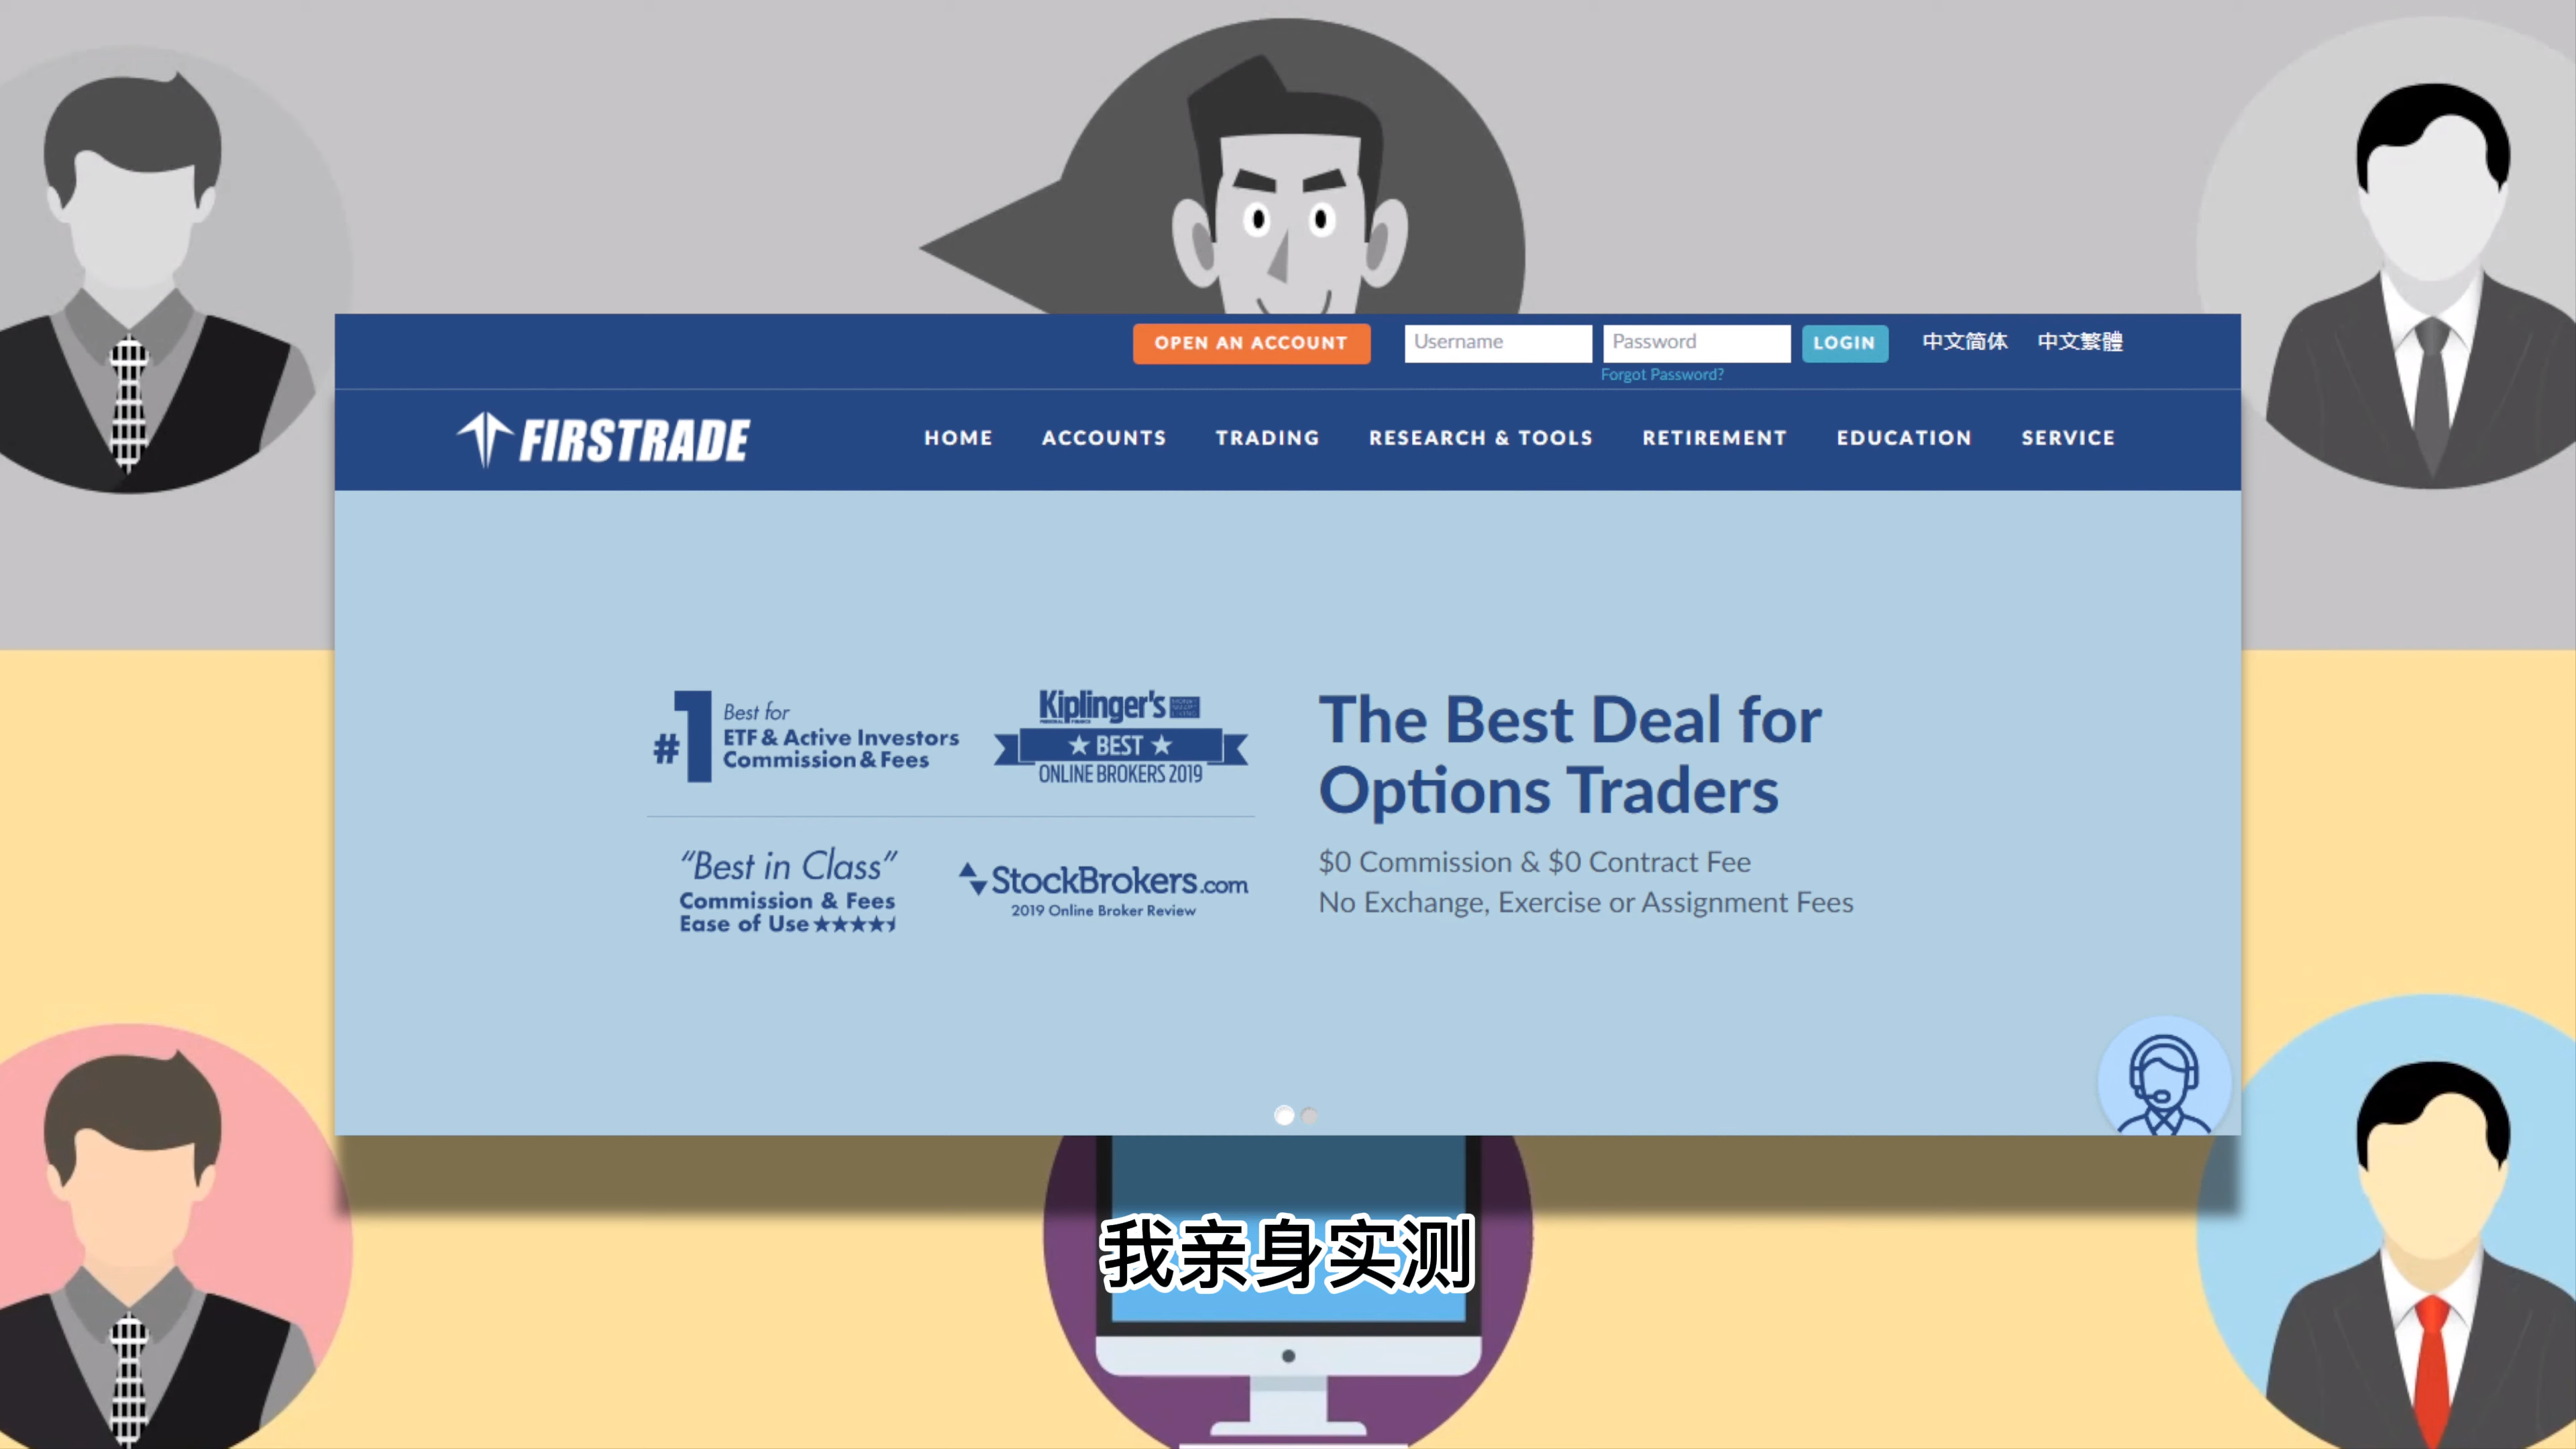 OPEN AN ACCOUNT
Username
Password
LOGIN
中文简体
中文繁體
Forgot Password?
FIRSTRADE
HOME
ACCOUNTS
TRADING
RESEARCH & TOOLS
RETIREMENT
EDUCATION
SERVICE
#1
Best for
ETF & Active Investors
Commission & Fees
Kiplinger's
★ BEST ★
ONLINE BROKERS 2019
"Best in Class"
Commission & Fees
Ease of Use
StockBrokers.com
2019 Online Broker Review
The Best Deal for
Options Traders
$0 Commission & $0 Contract Fee
No Exchange, Exercise or Assignment Fees
我亲身实测